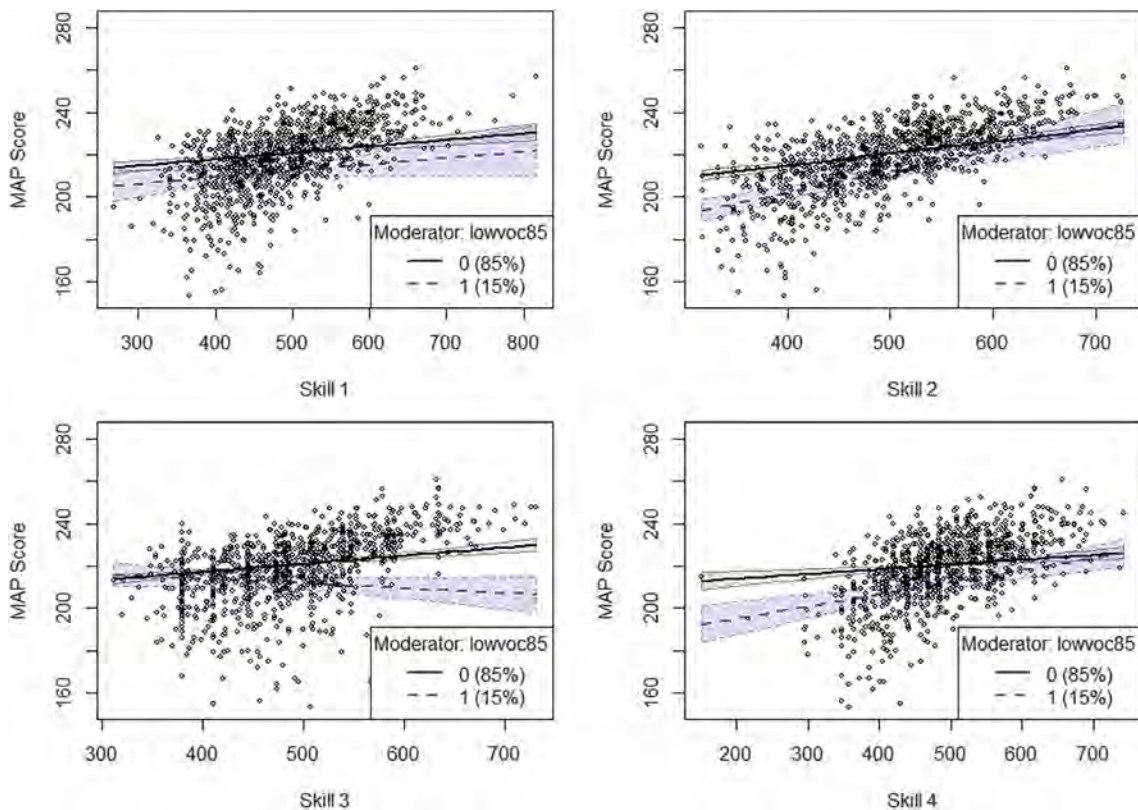 280
240
200
160
MAP Score
Moderator: lowvoc85
0 (85%)
1 (15%)
300 400 500 600 700 800
Skill 1
280
240
200
160
MAP Score
Moderator: lowvoc85
0 (85%)
1 (15%)
400 500 600 700
Skill 2
280
240
200
160
MAP Score
Moderator: lowvoc85
0 (85%)
1 (15%)
300 400 500 600 700
Skill 3
280
240
200
160
MAP Score
Moderator: lowvoc85
0 (85%)
1 (15%)
200 300 400 500 600 700
Skill 4